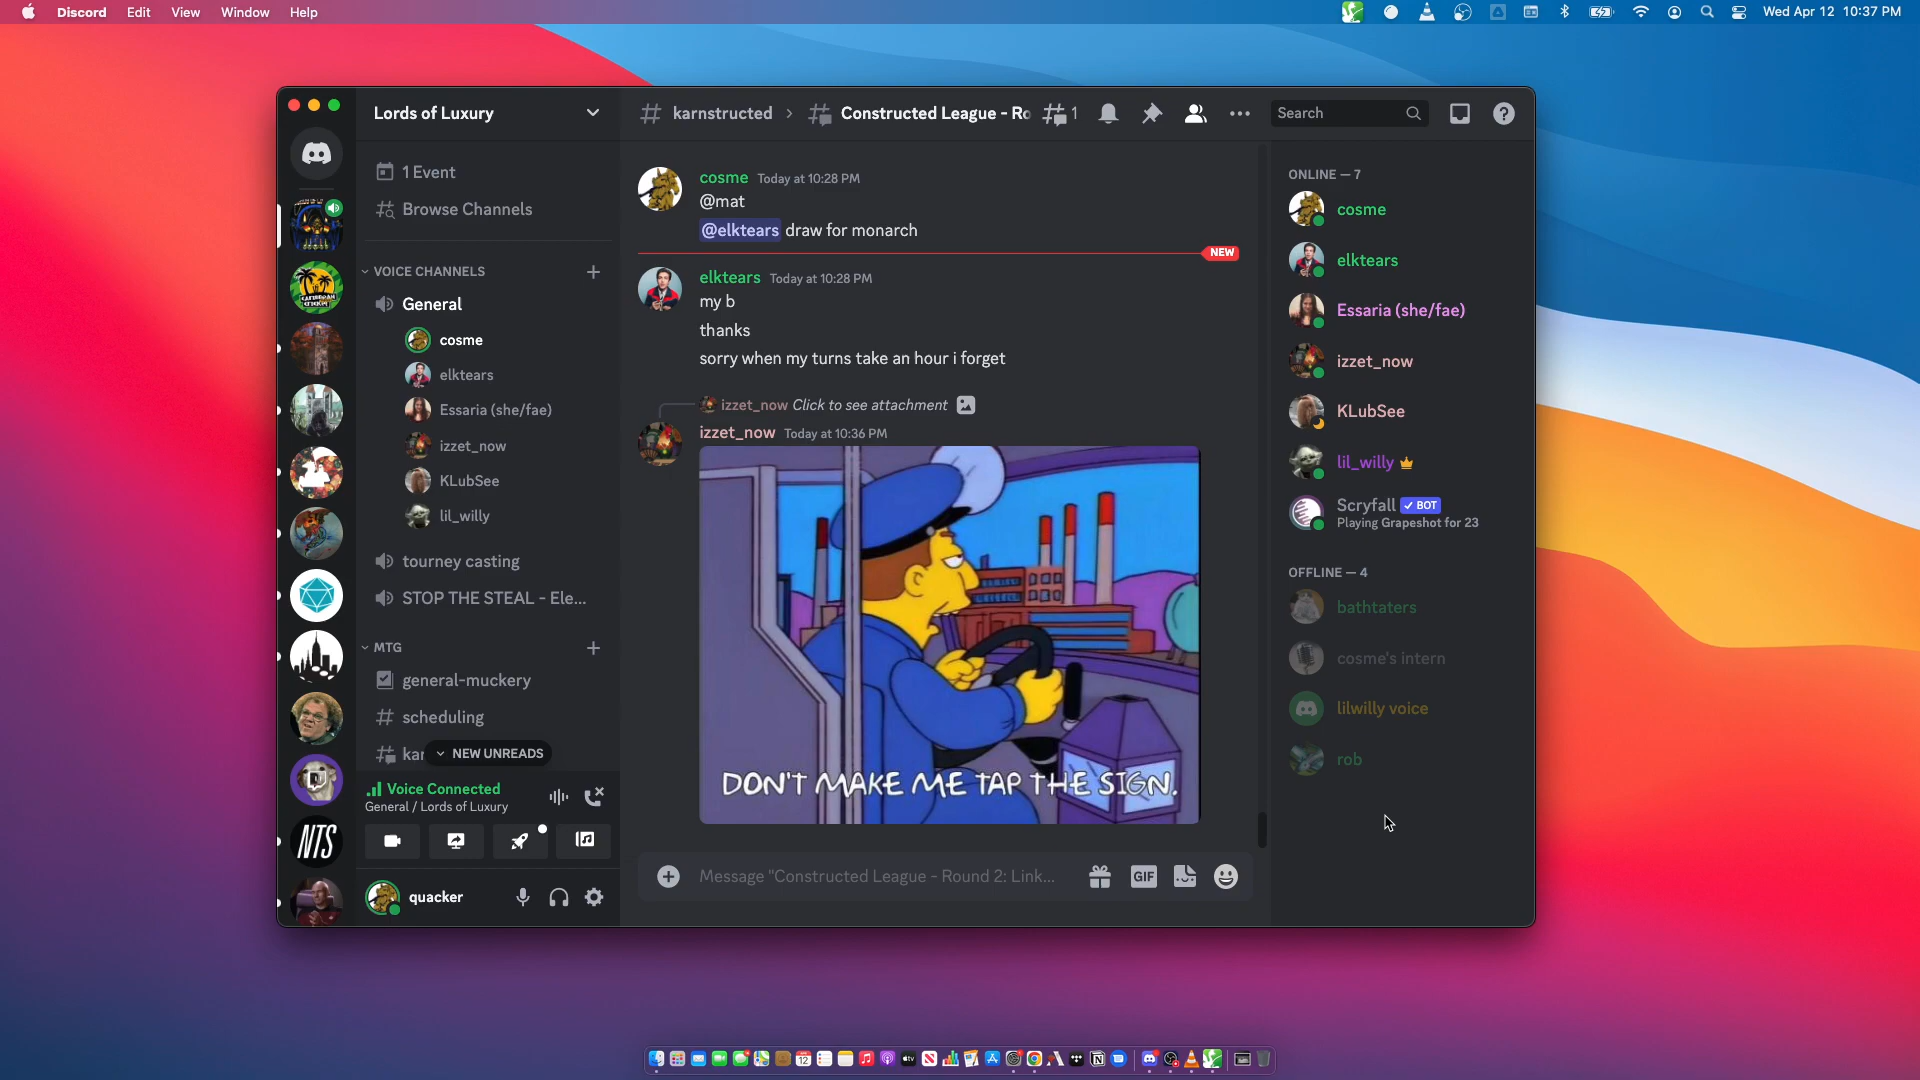 Discord Edit View Window Help
Wed Apr 12 10:37 PM
Lords of Luxury
karnstructed
Constructed League - Ro
1
Search
1 Event
Browse Channels
VOICE CHANNELS
General
cosme
elktears
Essaria (she/fae)
izzet_now
KLubSee
lil_willy
tourney casting
STOP THE STEAL - Ele...
MTG
general-muckery
scheduling
kar
NEW UNREADS
Voice Connected
General / Lords of Luxury
quacker
NTS
cosme Today at 10:28 PM
@mat
@elktears draw for monarch
NEW
elktears Today at 10:28 PM
my b
thanks
sorry when my turns take an hour i forget
izzet_now Click to see attachment
izzet_now Today at 10:36 PM
DON'T MAKE ME TAP THE SIGN.
Message "Constructed League - Round 2: Link...
GIF
ONLINE — 7
cosme
elktears
Essaria (she/fae)
izzet_now
KLubSee
lil_willy
Scryfall BOT
Playing Grapeshot for 23
OFFLINE — 4
bathtaters
cosme's intern
lilwilly voice
rob